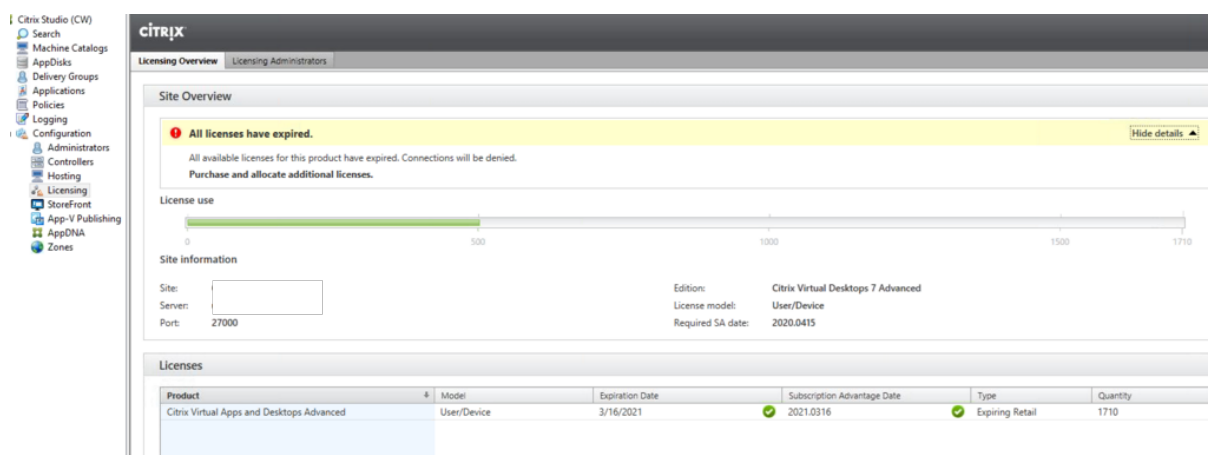 Citrix Studio (CW)
Search
Machine Catalogs
AppDisks
Delivery Groups
Applications
Policies
Logging
Configuration
Administrators
Controllers
Hosting
Licensing
StoreFront
App-V Publishing
AppDNA
Zones
CITRIX
Licensing Overview Licensing Administrators
Site Overview
All licenses have expired. Hide details
All available licenses for this product have expired. Connections will be denied.
Purchase and allocate additional licenses.
License use
0 500 1000 1500 1710
Site information
Site: Edition: Citrix Virtual Desktops 7 Advanced
Server: License model: User/Device
Port: 27000 Required SA date: 2020.0415
Licenses
Product Model Expiration Date Subscription Advantage Date Type Quantity
Citrix Virtual Apps and Desktops Advanced User/Device 3/16/2021 2021.0316 Expiring Retail 1710